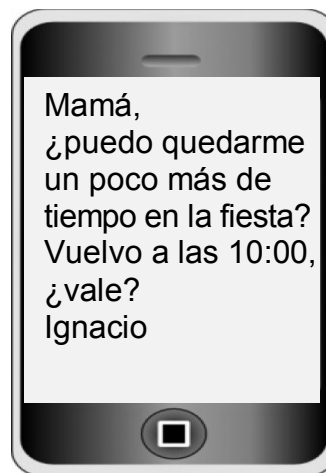 Mamá,
¿puedo quedarme
un poco más de
tiempo en la fiesta?
Vuelvo a las 10:00,
¿vale?
Ignacio